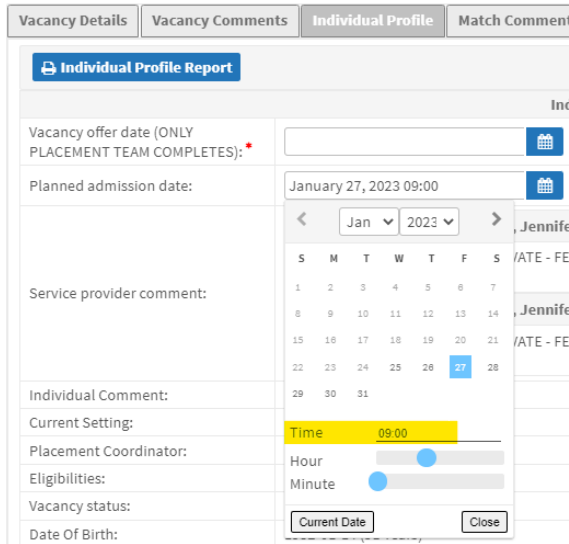 Vacancy Details Vacancy Comments Individual Profile Match Comment
Individual Profile Report
Ind
Vacancy offer date (ONLY
PLACEMENT TEAM COMPLETES): *
Planned admission date: January 27, 2023 09:00
Jan 2023
, Jennife
S M T W T F S
VATE - FE
1 2 3 4 5 6 7
Service provider comment:
8 9 10 11 12 13 14
, Jennife
15 16 17 18 19 20 21
VATE - FE
22 23 24 25 26 27 28
29 30 31
Individual Comment:
Current Setting:
Time 09:00
Placement Coordinator:
Hour
Eligibilities:
Minute
Vacancy status:
Current Date Close
Date Of Birth: